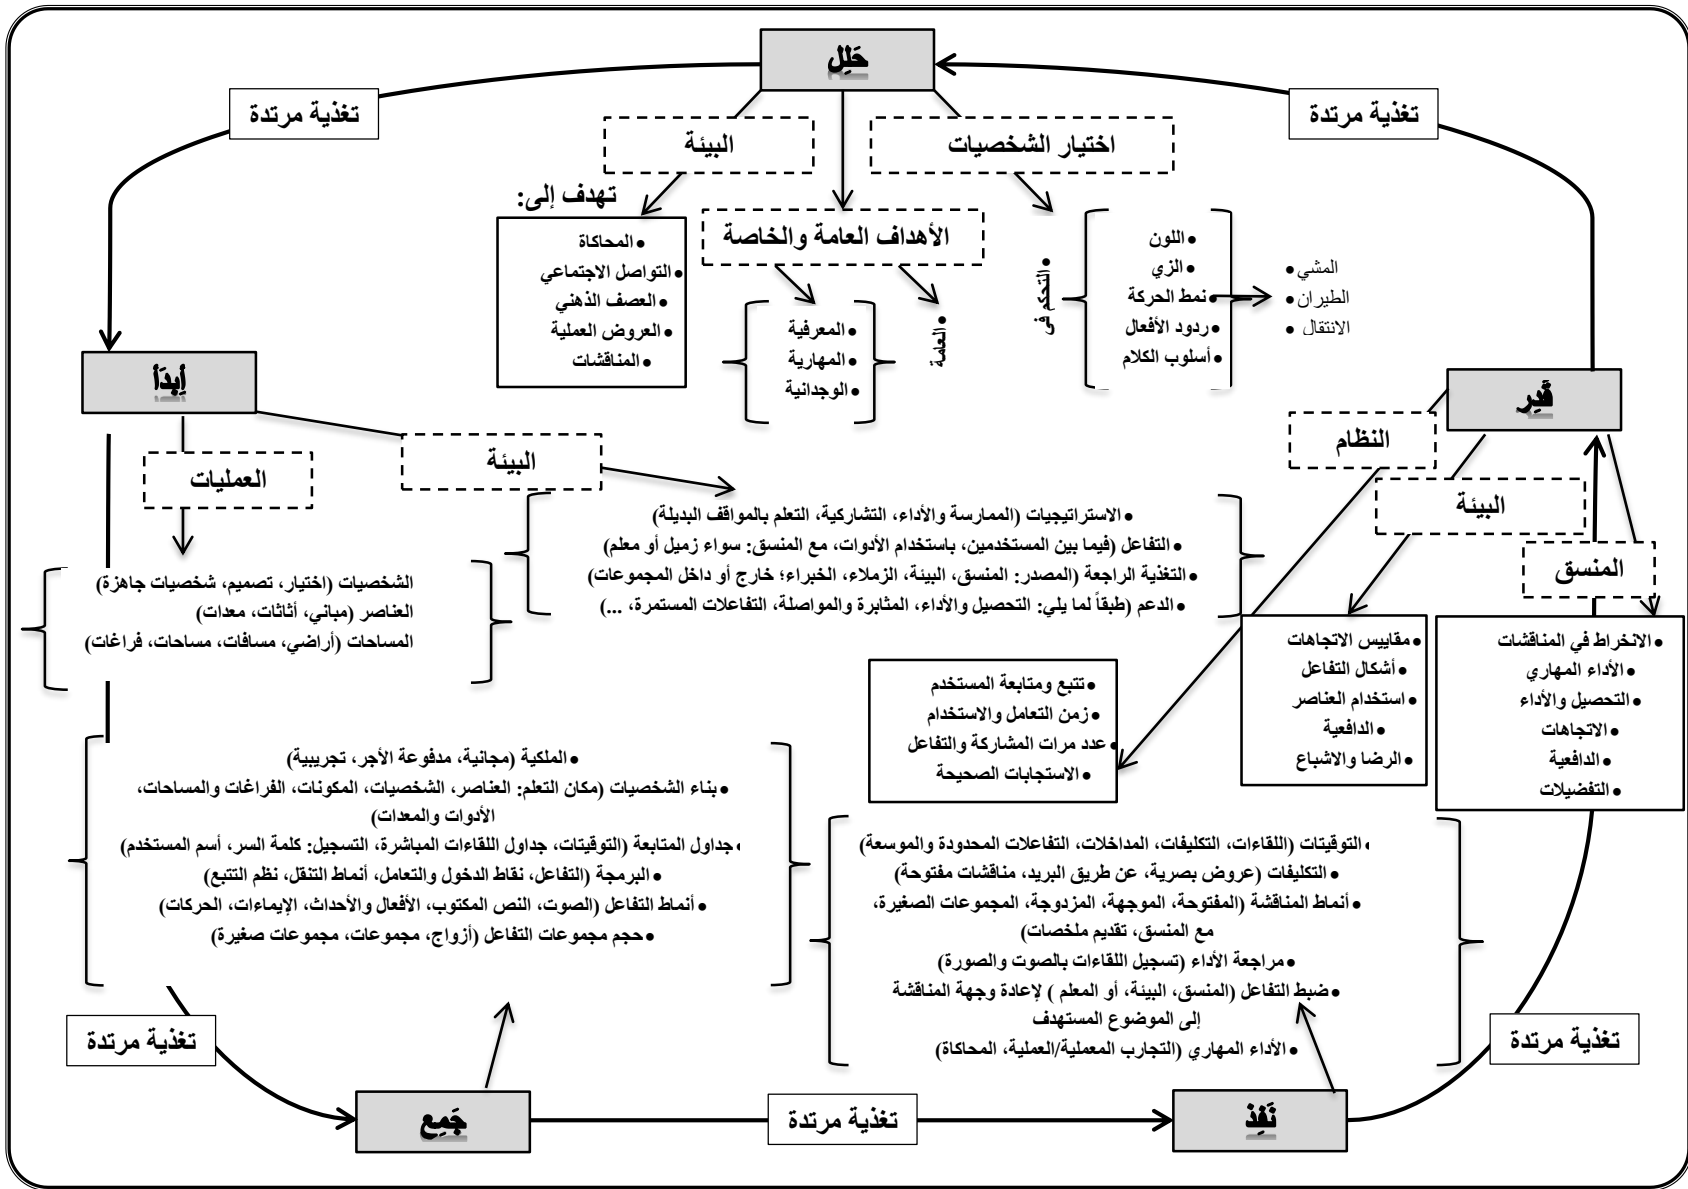 حَلِل
تغذية مرتدة
تغذية مرتدة
اختيار الشخصيات
البيئة
تهدف إلى:
الأهداف العامة والخاصة
• التحكم فى
• اللون
• الزي
• نمط الحركة
• ردود الأفعال
• أسلوب الكلام
• المشي
• الطيران
• الانتقال
• العامة
• المعرفية
• المهارية
• الوجدانية
• المحاكاة
• التواصل الاجتماعي
• العصف الذهني
• العروض العملية
• المناقشات
أبدَأ
العمليات
البيئة
• الاستراتيجيات (الممارسة والأداء، التشاركية، التعلم بالمواقف البديلة)
• التفاعل (فيما بين المستخدمين، باستخدام الأدوات، مع المنسق: سواء زميل أو معلم)
• التغذية الراجعة (المصدر: المنسق، البيئة، الزملاء، الخبراء؛ خارج أو داخل المجموعات)
• الدعم (طبقاً لما يلي: التحصيل والأداء، المثابرة والمواصلة، التفاعلات المستمرة، ...)
الشخصيات (اختيار، تصميم، شخصيات جاهزة)
العناصر (مباني، أثاثات، معدات)
المساحات (أراضي، مسافات، مساحات، فراغات)
قَدِر
النظام
البيئة
المنسق
• الانخراط في المناقشات
• الأداء المهاري
• التحصيل والأداء
• الاتجاهات
• الدافعية
• التفضيلات
• مقاييس الاتجاهات
• أشكال التفاعل
• استخدام العناصر
• الدافعية
• الرضا والاشباع
• تتبع ومتابعة المستخدم
• زمن التعامل والاستخدام
• عدد مرات المشاركة والتفاعل
• الاستجابات الصحيحة
• الملكية (مجانية، مدفوعة الأجر، تجريبية)
• بناء الشخصيات (مكان التعلم: العناصر، الشخصيات، المكونات، الفراغات والمساحات،
الأدوات والمعدات)
• جداول المتابعة (التوقيتات، جداول اللقاءات المباشرة، التسجيل: كلمة السر، أسم المستخدم)
• البرمجة (التفاعل، نقاط الدخول والتعامل، أنماط التنقل، نظم التتبع)
• أنماط التفاعل (الصوت، النص المكتوب، الأفعال والأحداث، الإيماءات، الحركات)
• حجم مجموعات التفاعل (أزواج، مجموعات، مجموعات صغيرة)
• التوقيتات (اللقاءات، التكليفات، المداخلات، التفاعلات المحدودة والموسعة)
• التكليفات (عروض بصرية، عن طريق البريد، مناقشات مفتوحة)
• أنماط المناقشة (المفتوحة، الموجهة، المزدوجة، المجموعات الصغيرة،
مع المنسق، تقديم ملخصات)
• مراجعة الأداء (تسجيل اللقاءات بالصوت والصورة)
• ضبط التفاعل (المنسق، البيئة، أو المعلم ) لإعادة وجهة المناقشة
إلى الموضوع المستهدف
• الأداء المهاري (التجارب المعملية/العملية، المحاكاة)
تغذية مرتدة
تغذية مرتدة
نَفِذ
تغذية مرتدة
جَمِع